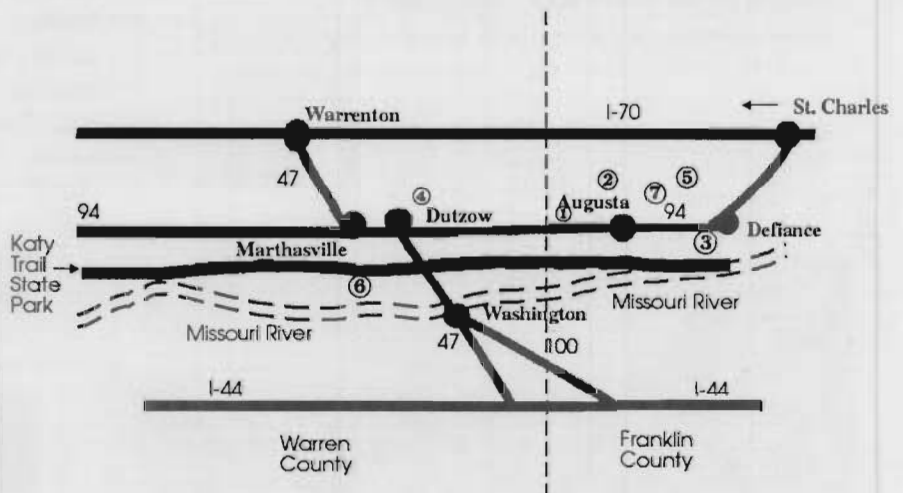 Warrenton
I-70
← St. Charles
47
④
②
⑦
⑤
94
Dutzow
①
Augusta
94
Defiance
Marthasville
③
Katy
Trail
State
Park
→
⑥
Missouri River
Missouri River
Washington
47
100
I-44
I-44
Warren
County
Franklin
County